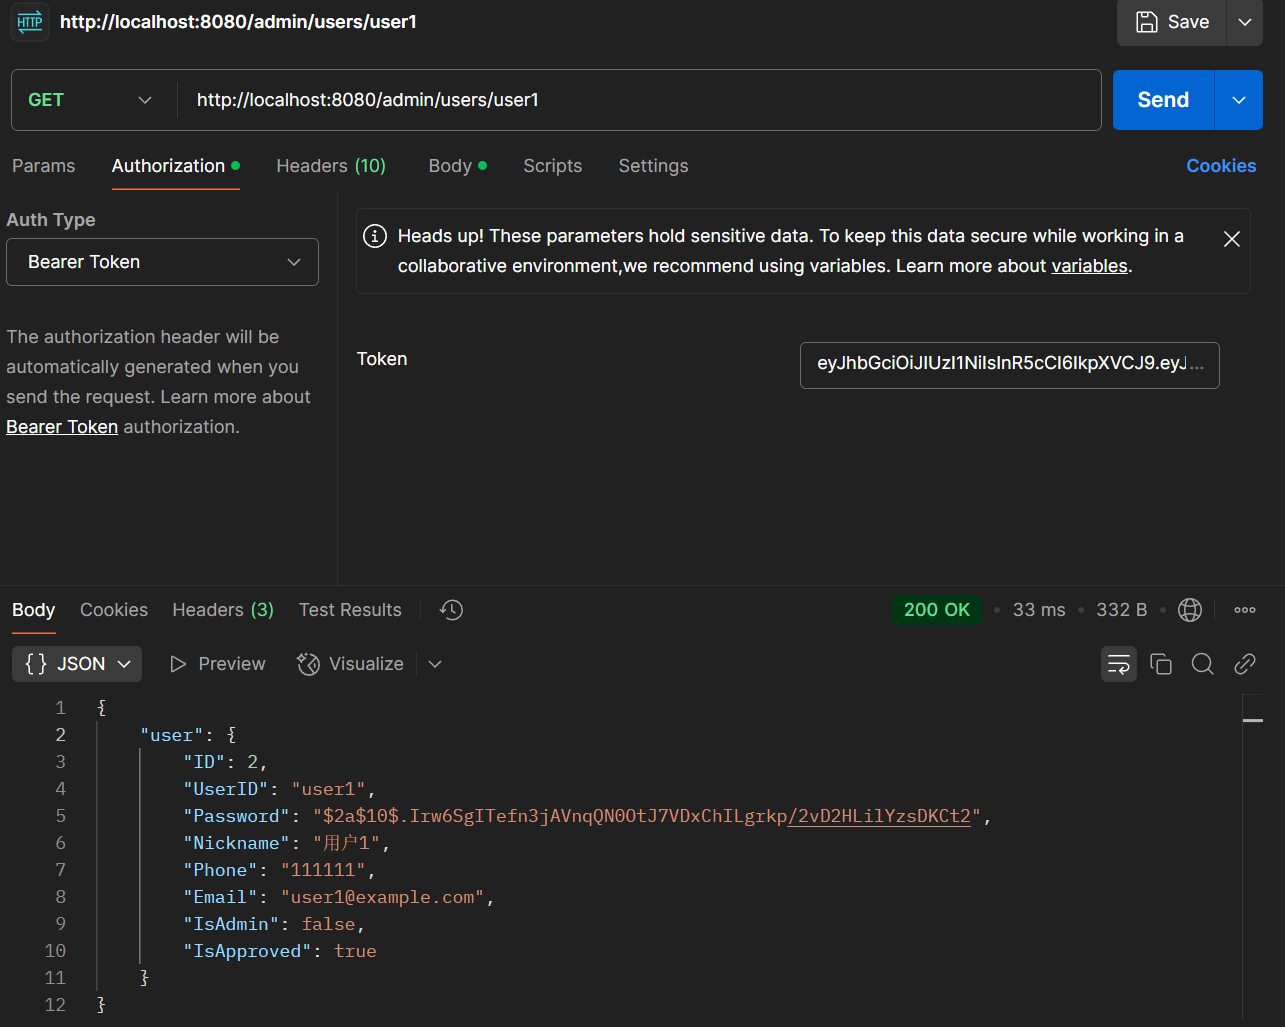 HTTP http://localhost:8080/admin/users/user1
Save
GET http://localhost:8080/admin/users/user1
Send
Params Authorization Headers (10) Body Scripts Settings Cookies
Auth Type
Bearer Token
The authorization header will be
automatically generated when you
send the request. Learn more about
Bearer Token authorization.
Heads up! These parameters hold sensitive data. To keep this data secure while working in a
collaborative environment,we recommend using variables. Learn more about variables.
Token
eyJhbGciOiJIUzI1NiIsInR5cCI6IkpXVCJ9.eyJ...
Body Cookies Headers (3) Test Results 200 OK • 33 ms • 332 B •
{} JSON Preview Visualize
1 {
2 "user": {
3 "ID": 2,
4 "UserID": "user1",
5 "Password": "$2a$10$.Irw6SgITefn3jAVnqQN0OtJ7VDxChILgrkp/2vD2HLilYzsDKCt2",
6 "Nickname": "用户1",
7 "Phone": "111111",
8 "Email": "user1@example.com",
9 "IsAdmin": false,
10 "IsApproved": true
11 }
12 }